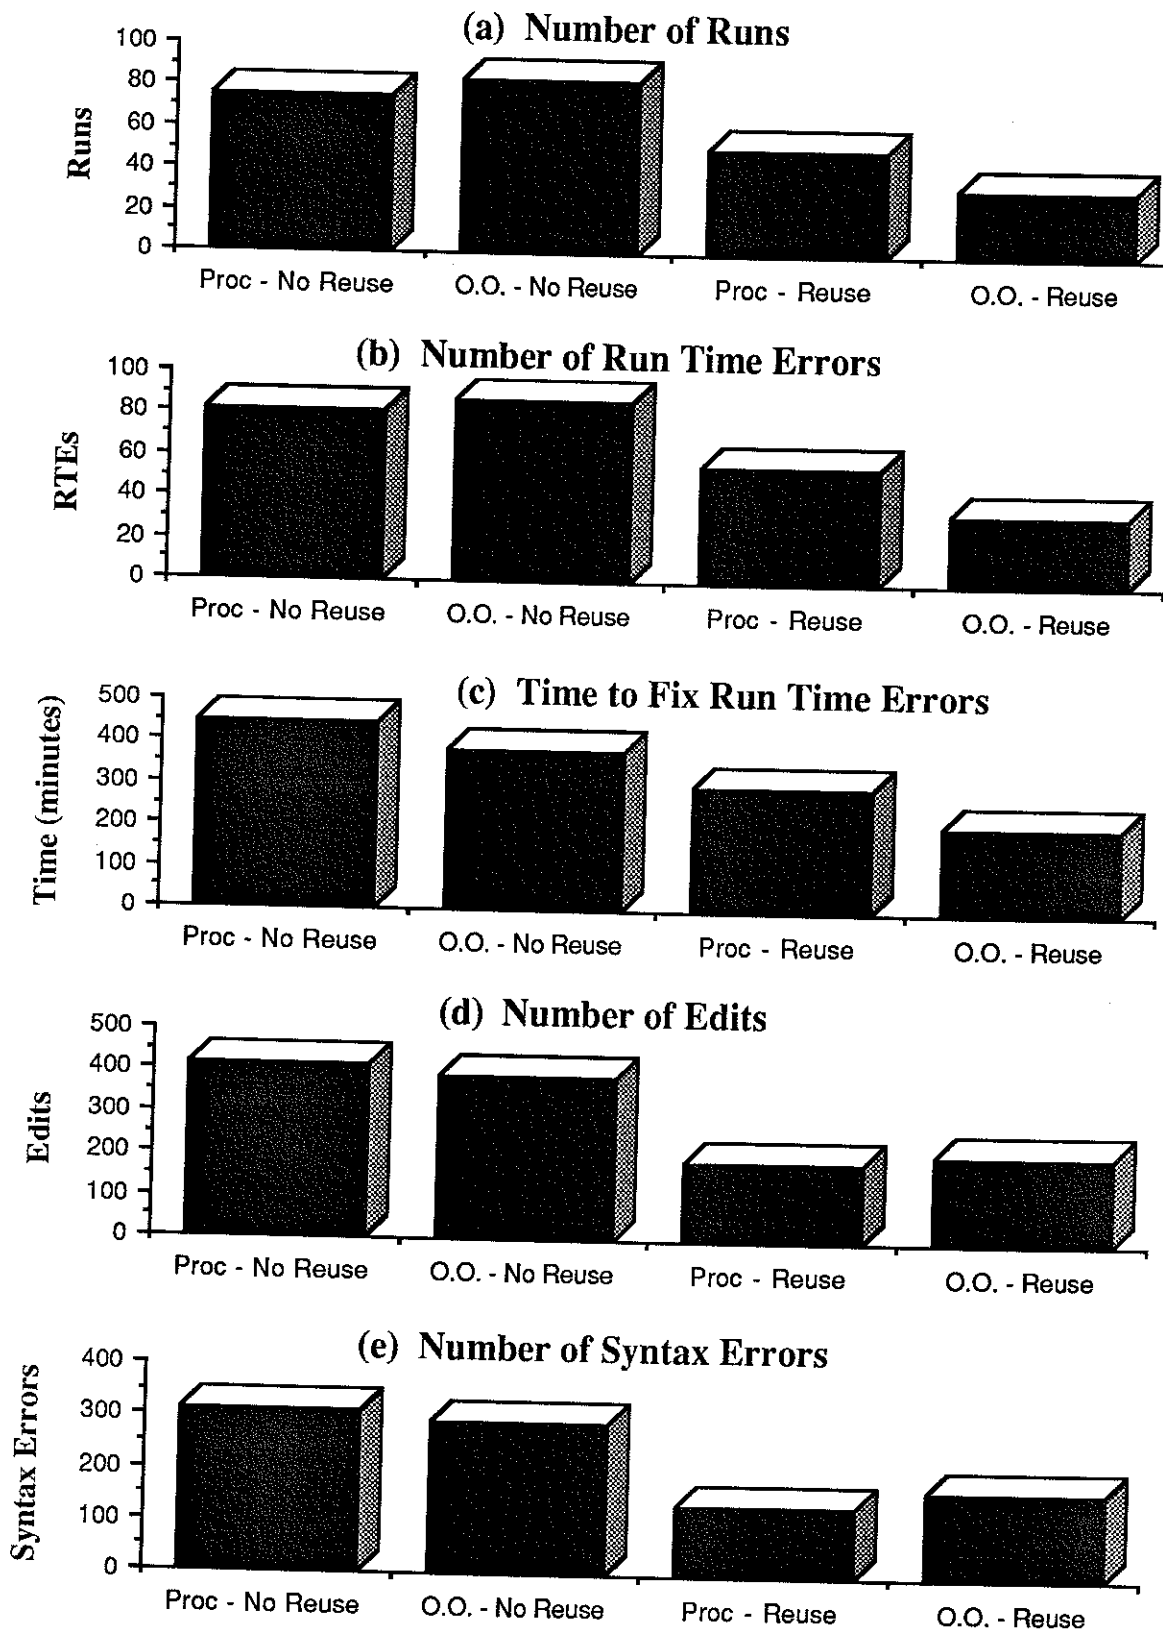 (a) Number of Runs
Runs
100
80
60
40
20
0
Proc - No Reuse
O.O. - No Reuse
Proc - Reuse
O.O. - Reuse
(b) Number of Run Time Errors
RTEs
100
80
60
40
20
0
Proc - No Reuse
O.O. - No Reuse
Proc - Reuse
O.O. - Reuse
(c) Time to Fix Run Time Errors
Time (minutes)
500
400
300
200
100
0
Proc - No Reuse
O.O. - No Reuse
Proc - Reuse
O.O. - Reuse
(d) Number of Edits
Edits
500
400
300
200
100
0
Proc - No Reuse
O.O. - No Reuse
Proc - Reuse
O.O. - Reuse
(e) Number of Syntax Errors
Syntax Errors
400
300
200
100
0
Proc - No Reuse
O.O. - No Reuse
Proc - Reuse
O.O. - Reuse